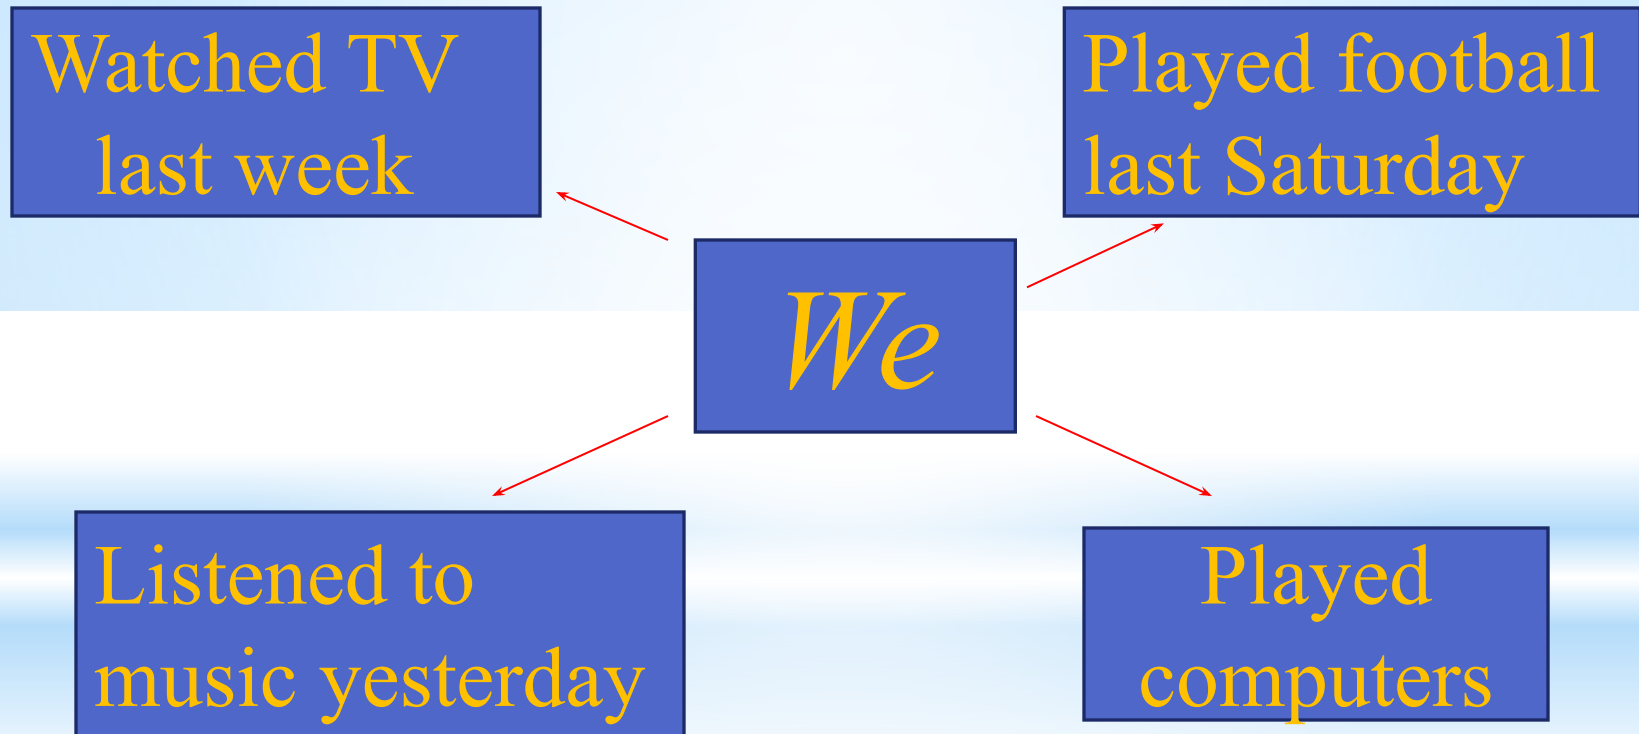 Watched TV
last week
Played football
last Saturday
We
Listened to
music yesterday
Played
computers